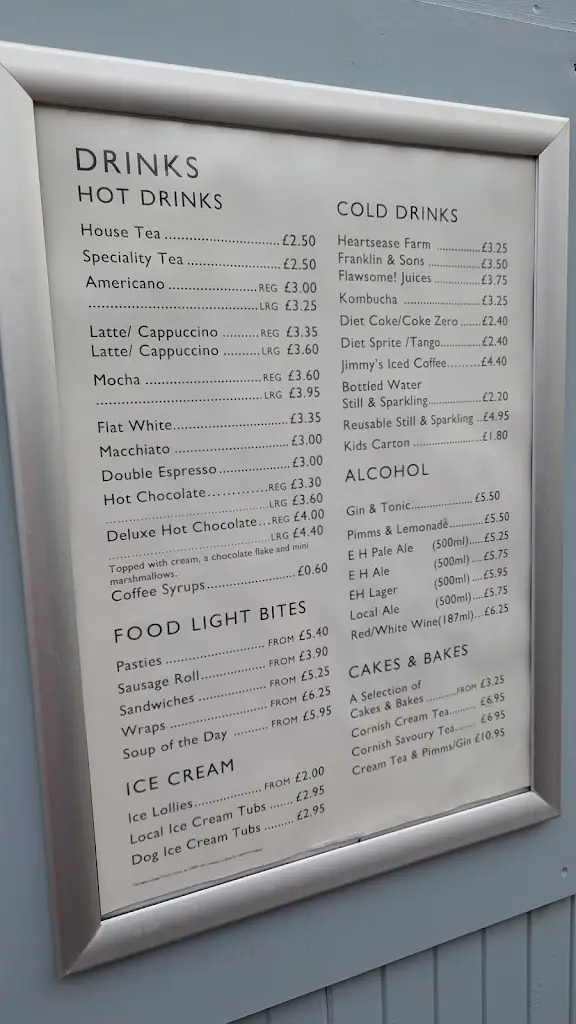 DRINKS
HOT DRINKS
House Tea ............................£2.50
Speciality Tea .......................£2.50
Americano ......................REG £3.00
.........................................LRG £3.25
Latte/ Cappuccino .........REG £3.35
Latte/ Cappuccino .........LRG £3.60
Mocha ............................REG £3.60
.........................................LRG £3.95
Flat White............................£3.35
Macchiato ............................£3.00
Double Espresso..................£3.00
Hot Chocolate............REG £3.30
.........................................LRG £3.60
Deluxe Hot Chocolate...REG £4.00
.........................................LRG £4.40
Topped with cream, a chocolate flake and mini
marshmallows.
Coffee Syrups......................£0.60
FOOD LIGHT BITES
Pasties ........................FROM £5.40
Sausage Roll................FROM £3.90
Sandwiches .................FROM £5.25
Wraps .........................FROM £6.25
Soup of the Day .........FROM £5.95
ICE CREAM
Ice Lollies.................FROM £2.00
Local Ice Cream Tubs ......£2.95
Dog Ice Cream Tubs ........£2.95
COLD DRINKS
Heartsease Farm ............£3.25
Franklin & Sons ..............£3.50
Flawsome! Juices ............£3.75
Kombucha .....................£3.25
Diet Coke/Coke Zero ......£2.40
Diet Sprite /Tango...........£2.40
Jimmy's Iced Coffee........£4.40
Bottled Water
Still & Sparkling...............£2.20
Reusable Still & Sparkling ..£4.95
Kids Carton ...................£1.80
ALCOHOL
Gin & Tonic....................£5.50
Pimms & Lemonade.............£5.50
E H Pale Ale (500ml)....£5.25
E H Ale (500ml)....£5.75
EH Lager (500ml)....£5.95
Local Ale (500ml)....£5.75
Red/White Wine(187ml)...£6.25
CAKES & BAKES
A Selection of
Cakes & Bakes .........FROM £3.25
Cornish Cream Tea.........£6.95
Cornish Savoury Tea.......£6.95
Cream Tea & Pimms/Gin £10.95